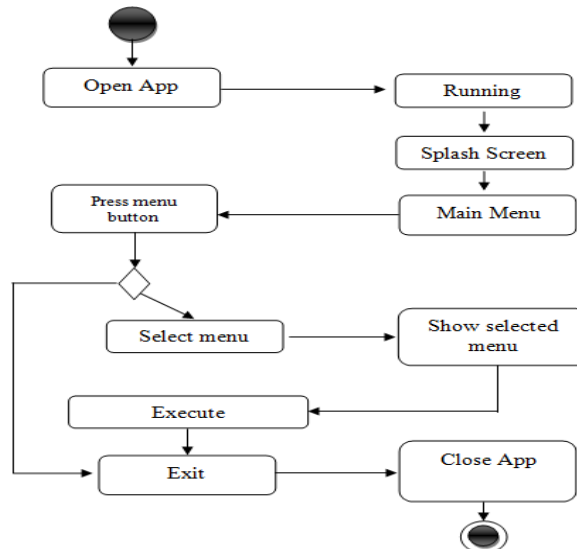 Open App
Running
Splash Screen
Main Menu
Press menu
button
Select menu
Show selected
menu
Execute
Exit
Close App